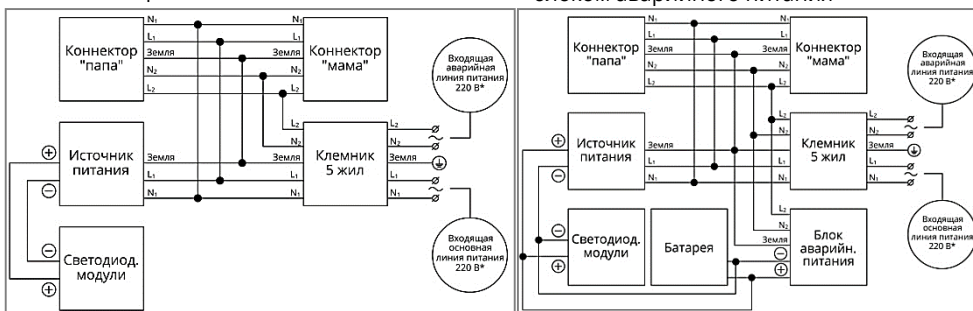 блоком аварийного питания
Коннектор
"папа"
N₁
L₁
Земля
N₂
L₂
N₁
L₁
Земля
N₂
L₂
Коннектор
"мама"
Входящая
аварийная
линия питания
220 В*
Источник
питания
Земля
L₁
N₁
L₂
N₂
Земля
L₁
N₁
Клемник
5 жил
L₂
N₂
Земля
L₁
N₁
Светодиод.
модули
Входящая
основная
линия питания
220 В*
Коннектор
"папа"
N₁
L₁
Земля
N₂
L₂
N₁
L₁
Земля
N₂
L₂
Коннектор
"мама"
Входящая
аварийная
линия питания
220 В*
Источник
питания
Земля
L₁
N₁
L₂
N₂
Земля
L₁
N₁
Клемник
5 жил
L₂
N₂
Земля
L₁
N₁
Светодиод.
модули
Батарея
L₂
N₂
Земля
Блок
аварийн.
питания
Входящая
основная
линия питания
220 В*